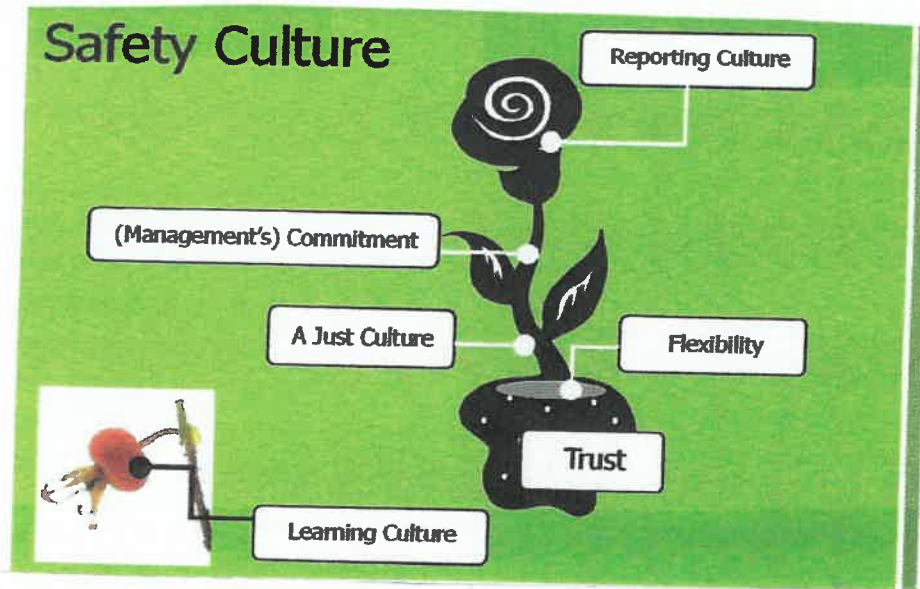 Safety Culture
Reporting Culture
(Management's) Commitment
A Just Culture
Flexibility
Trust
Learning Culture